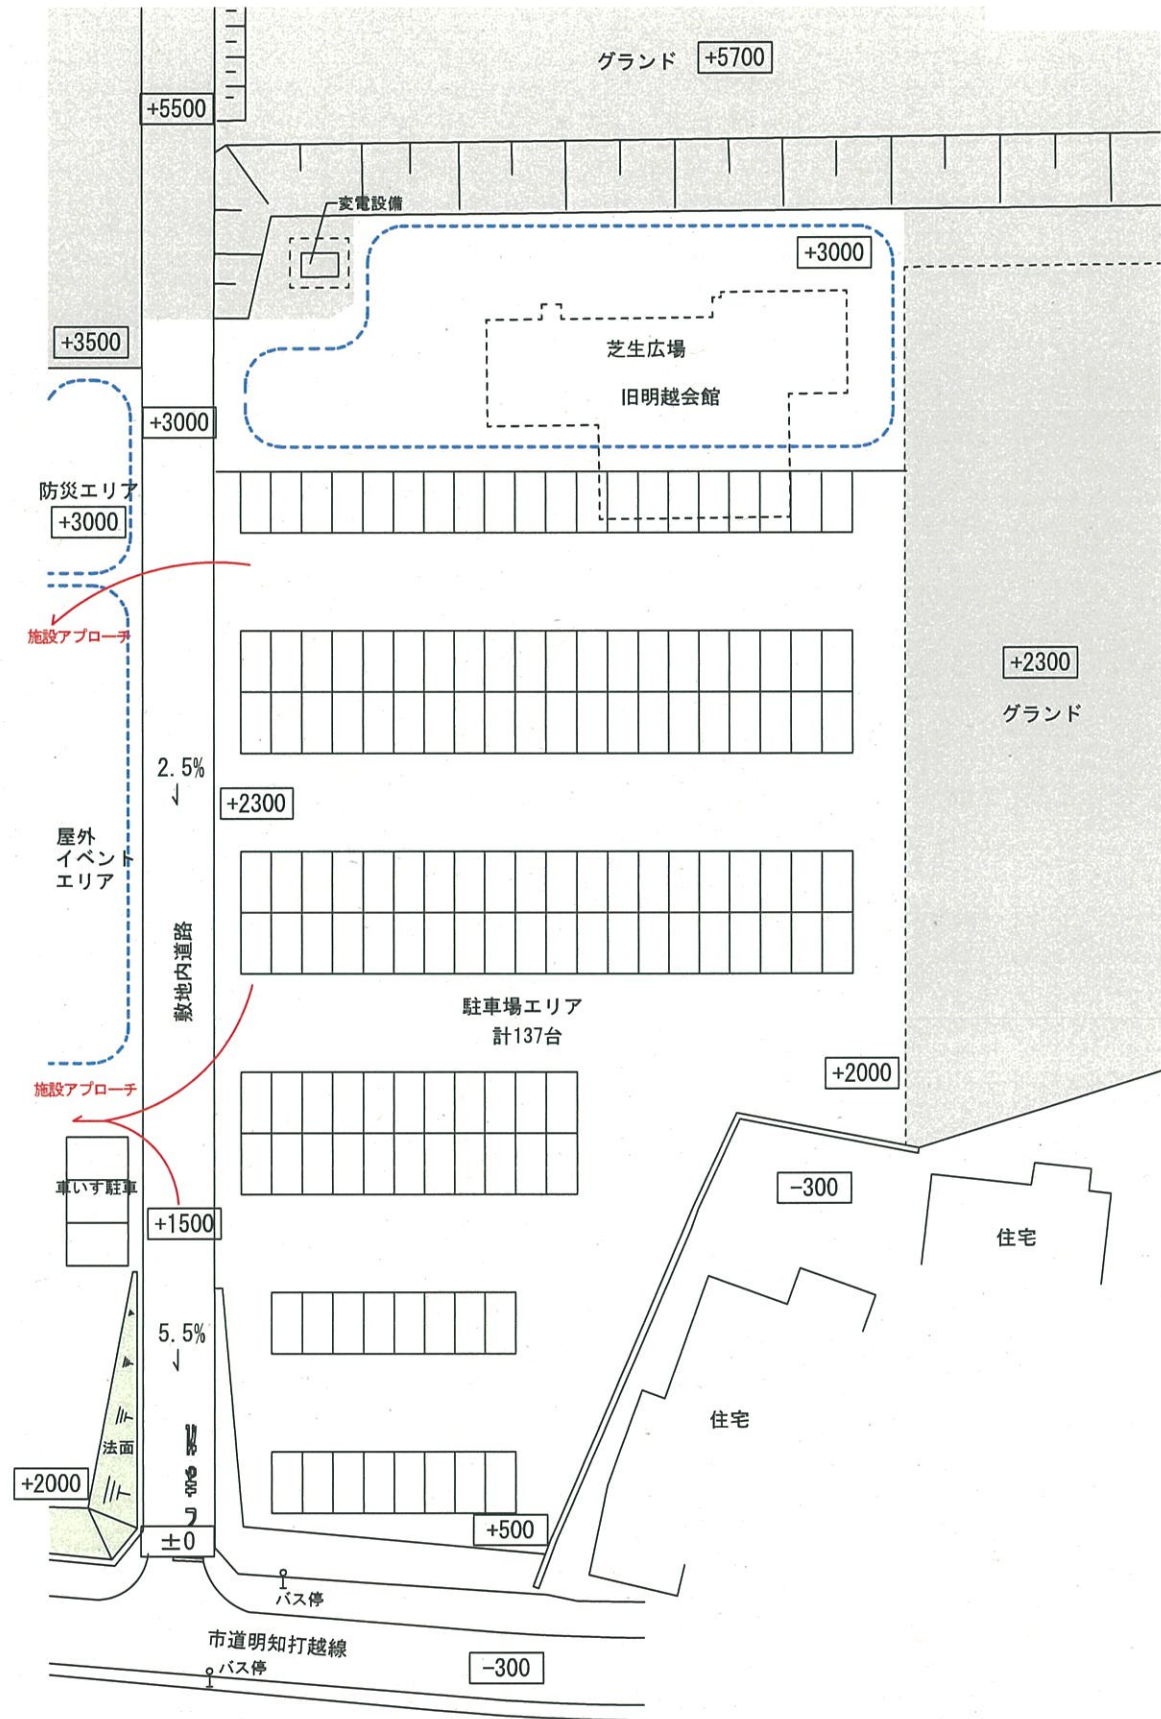 グランド +5700
+5500
変電設備
+3000
+3500
芝生広場
旧明越会館
+3000
防災エリア
+3000
施設アプローチ
+2300
グランド
2.5%
+2300
屋外
イベント
エリア
敷地内道路
駐車場エリア
計137台
+2000
施設アプローチ
車いす駐車
-300
+1500
住宅
5.5%
住宅
法面
+2000
+500
±0
バス停
市道明知打越線
バス停
-300